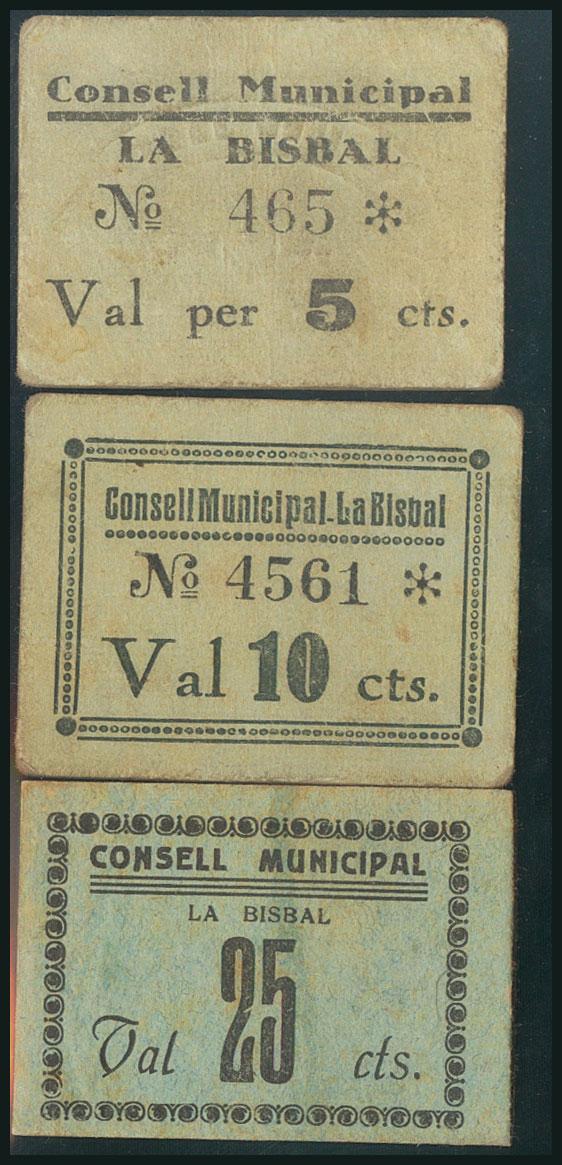 Consell Municipal
LA BISBAL
Nº 465 *
Val per 5 cts.
Consell Municipal-La Bisbal
Nº 4561 *
Val 10 cts.
CONSELL MUNICIPAL
LA BISBAL
25
Val cts.